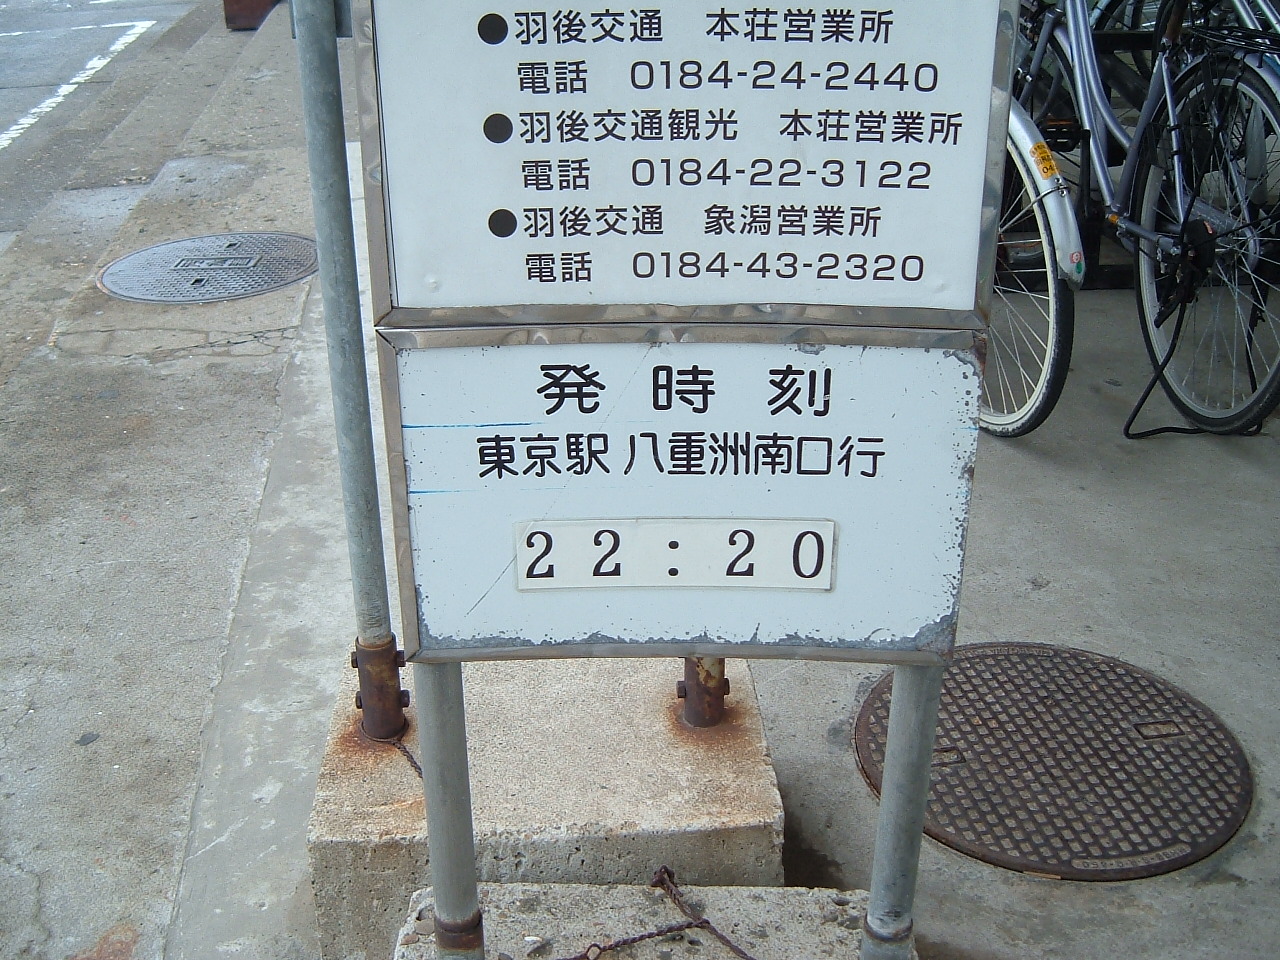 ●羽後交通　本荘営業所
電話　0184-24-2440
●羽後交通観光　本荘営業所
電話　0184-22-3122
●羽後交通　象潟営業所
電話　0184-43-2320
発 時 刻
東京駅 八重洲南口行
22:20